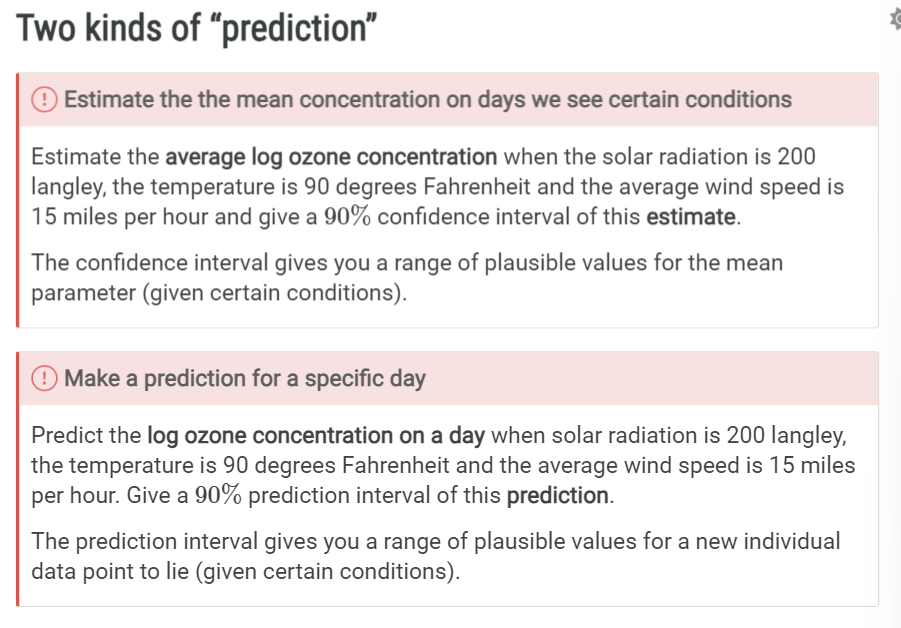 Two kinds of “prediction”
Estimate the the mean concentration on days we see certain conditions
Estimate the average log ozone concentration when the solar radiation is 200
langley, the temperature is 90 degrees Fahrenheit and the average wind speed is
15 miles per hour and give a 90% confidence interval of this estimate.
The confidence interval gives you a range of plausible values for the mean
parameter (given certain conditions).
Make a prediction for a specific day
Predict the log ozone concentration on a day when solar radiation is 200 langley,
the temperature is 90 degrees Fahrenheit and the average wind speed is 15 miles
per hour. Give a 90% prediction interval of this prediction.
The prediction interval gives you a range of plausible values for a new individual
data point to lie (given certain conditions).